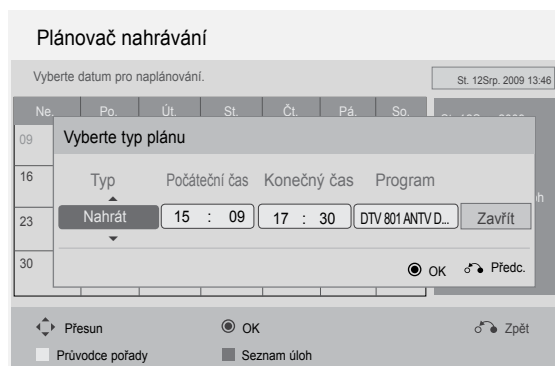 Plánovač nahrávání
Vyberte datum pro naplánování.
St. 12Srp. 2009 13:46
Ne. Po. Út. St. Čt. Pá. So.
09
Vyberte typ plánu
16
Typ Počáteční čas Konečný čas Program
23
Nahrát 15 : 09 17 : 30 DTV 801 ANTV D... Zavřít
30
OK Předc.
Přesun OK Zpět
Průvodce pořady Seznam úloh